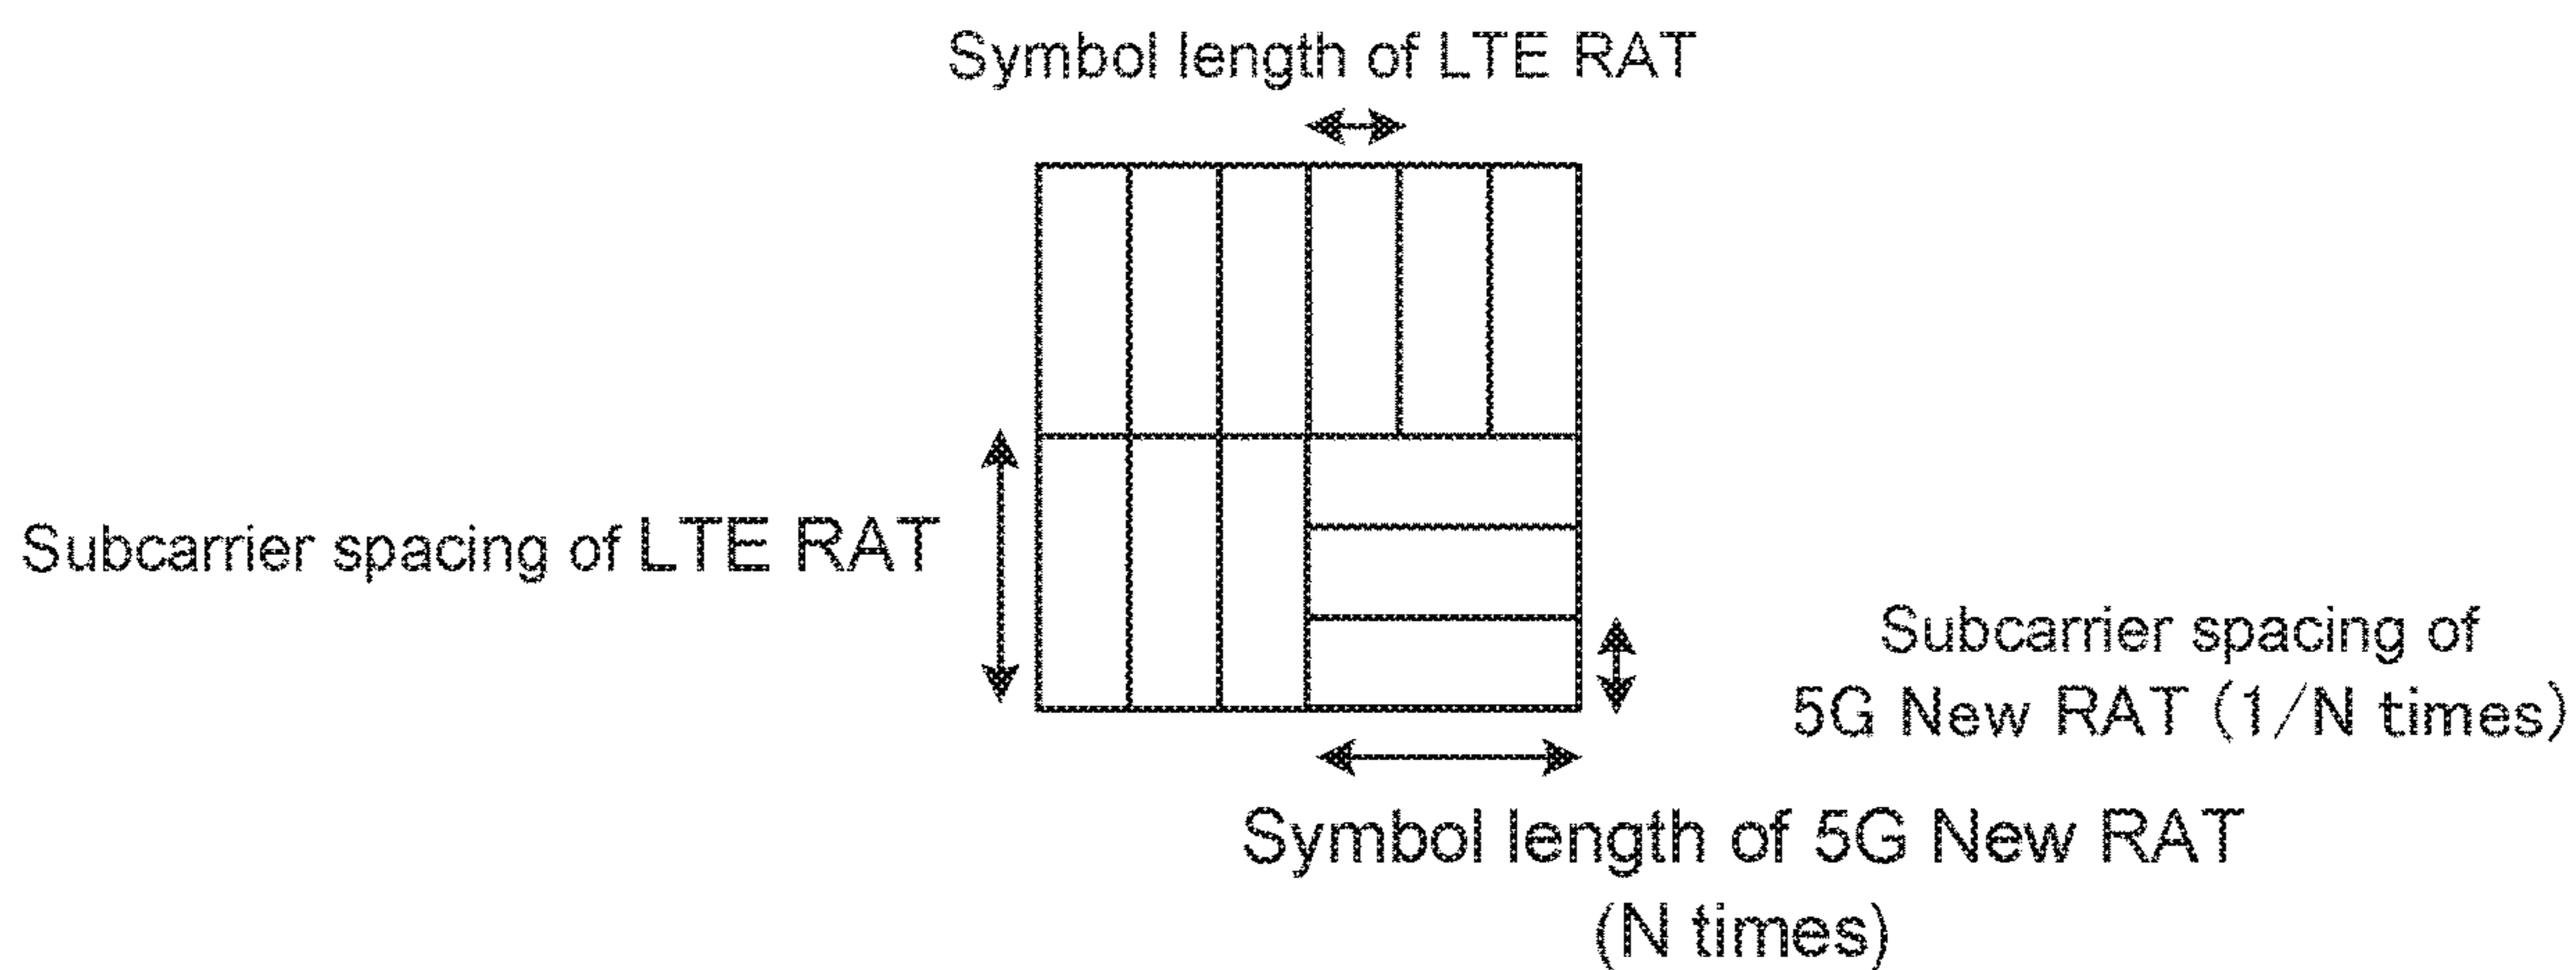 Symbol length of LTE RAT
Subcarrier spacing of LTE RAT
Subcarrier spacing of
5G New RAT (1/N times)
Symbol length of 5G New RAT
(N times)